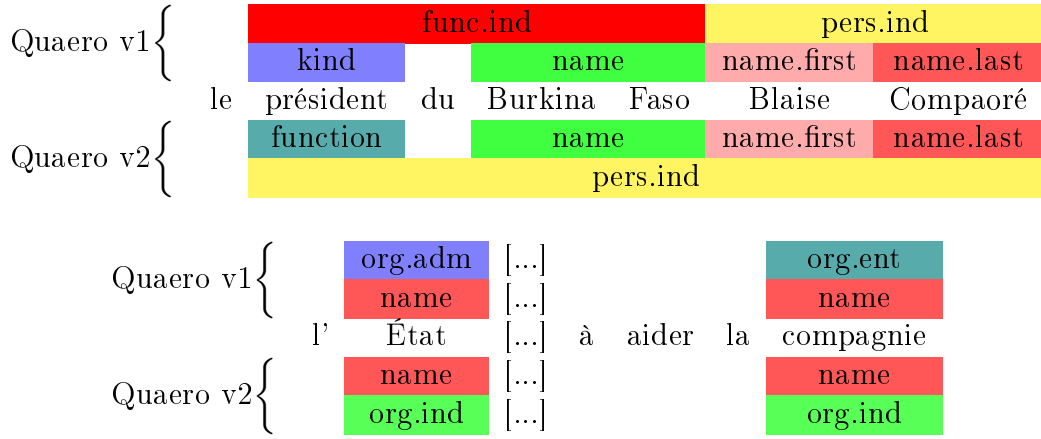 func.ind pers.ind
Quaero v1
kind name name.first name.last
le président du Burkina Faso Blaise Compaoré
function name name.first name.last
Quaero v2
pers.ind
org.adm [...] org.ent
Quaero v1
name [...] name
l' État [...] à aider la compagnie
name [...] name
Quaero v2
org.ind [...] org.ind